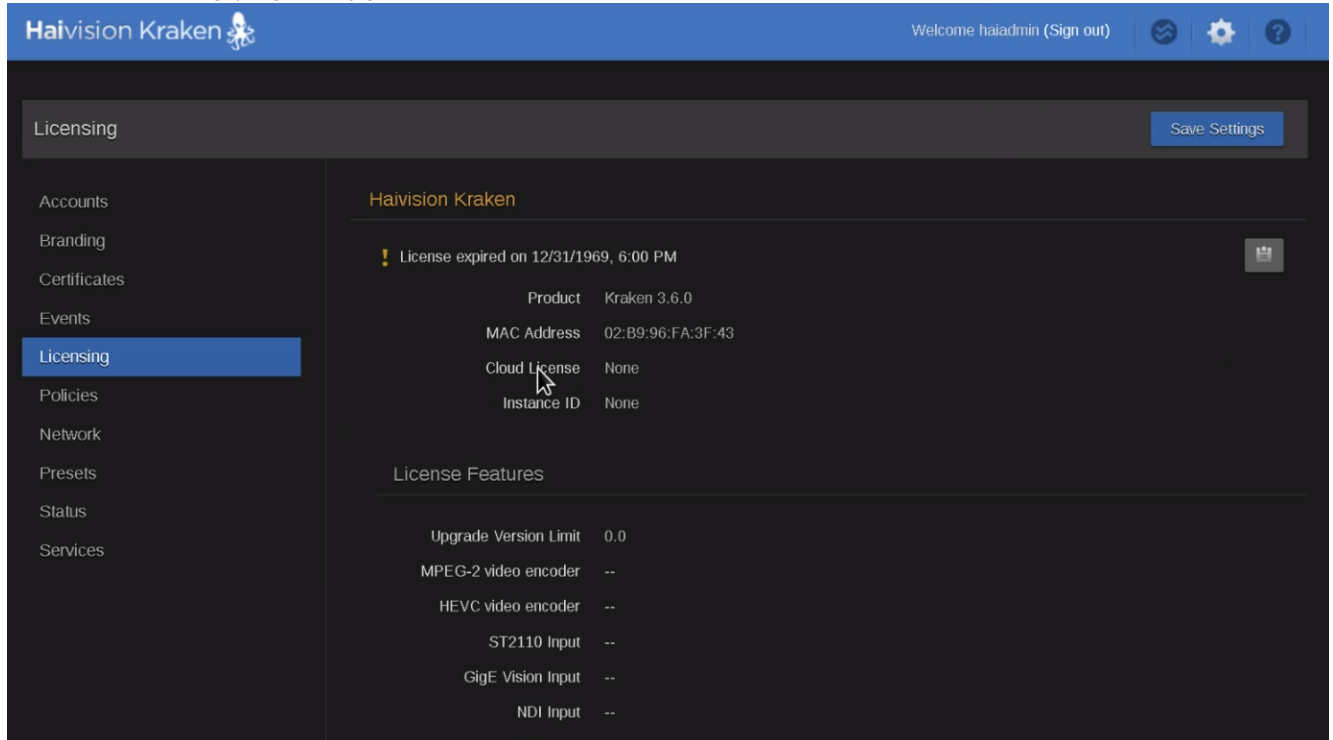 Haivision Kraken
Welcome haiadmin (Sign out)
Licensing
Save Settings
Accounts
Branding
Certificates
Events
Licensing
Policies
Network
Presets
Status
Services
Haivision Kraken
! License expired on 12/31/1969, 6:00 PM
Product Kraken 3.6.0
MAC Address 02:B9:96:FA:3F:43
Cloud License None
Instance ID None
License Features
Upgrade Version Limit 0.0
MPEG-2 video encoder --
HEVC video encoder --
ST2110 Input --
GigE Vision Input --
NDI Input --